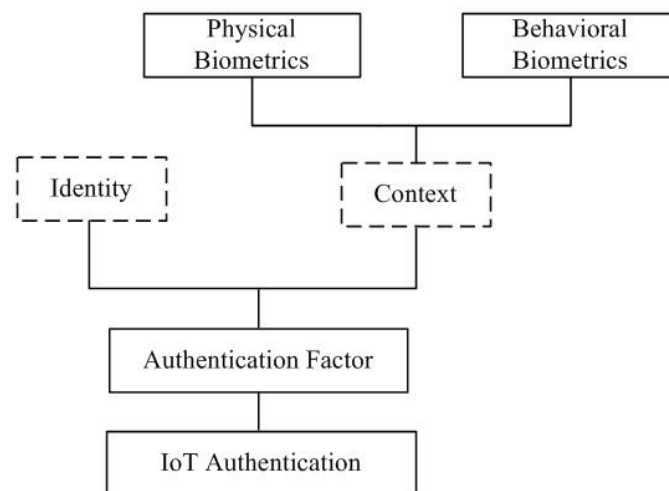 Physical
Biometrics
Behavioral
Biometrics
Identity
Context
Authentication Factor
IoT Authentication